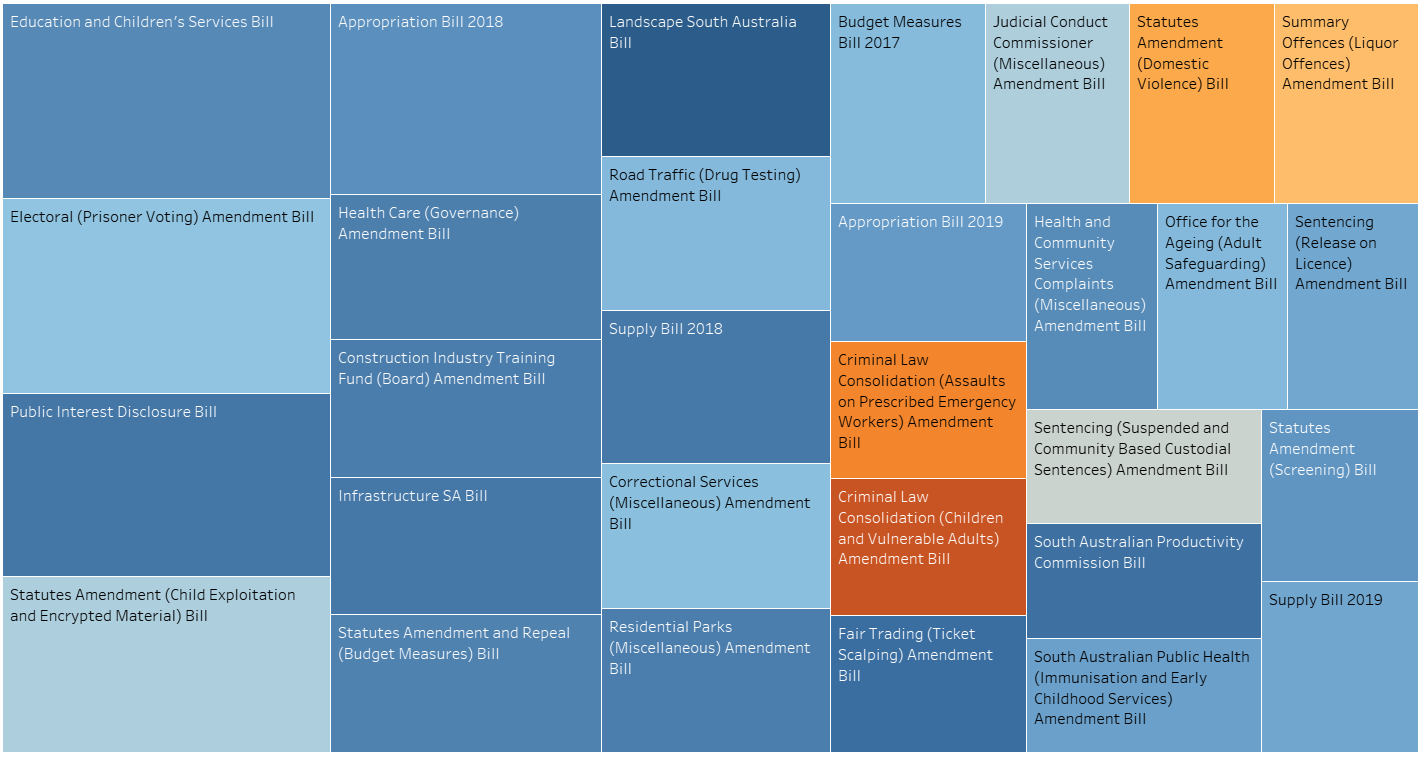 Education and Children's Services Bill
Electoral (Prisoner Voting) Amendment Bill
Public Interest Disclosure Bill
Statutes Amendment (Child Exploitation
and Encrypted Material) Bill
Appropriation Bill 2018
Health Care (Governance)
Amendment Bill
Construction Industry Training
Fund (Board) Amendment Bill
Infrastructure SA Bill
Statutes Amendment and Repeal
(Budget Measures) Bill
Landscape South Australia
Bill
Road Traffic (Drug Testing)
Amendment Bill
Supply Bill 2018
Correctional Services
(Miscellaneous) Amendment
Bill
Residential Parks
(Miscellaneous) Amendment
Bill
Budget Measures
Bill 2017
Judicial Conduct
Commissioner
(Miscellaneous)
Amendment Bill
Statutes
Amendment
(Domestic
Violence) Bill
Summary
Offences (Liquor
Offences)
Amendment Bill
Appropriation Bill 2019
Criminal Law
Consolidation (Assaults
on Prescribed Emergency
Workers) Amendment
Bill
Criminal Law
Consolidation (Children
and Vulnerable Adults)
Amendment Bill
Fair Trading (Ticket
Scalping) Amendment
Bill
Health and
Community
Services
Complaints
(Miscellaneous)
Amendment Bill
Office for the
Ageing (Adult
Safeguarding)
Amendment Bill
Sentencing
(Release on
Licence)
Amendment Bill
Sentencing (Suspended and
Community Based Custodial
Sentences) Amendment Bill
South Australian Productivity
Commission Bill
South Australian Public Health
(Immunisation and Early
Childhood Services)
Amendment Bill
Statutes
Amendment
(Screening) Bill
Supply Bill 2019